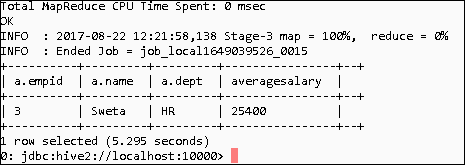 Total MapReduce CPU Time Spent: 0 msec
OK
INFO  : 2017-08-22 12:21:58,138 Stage-3 map = 100%,  reduce = 0%
INFO  : Ended Job = job_local1649039526_0015
+----------+---------+---------+----------------+--+
| a.empid  | a.name  | a.dept  | averagesalary  |
+----------+---------+---------+----------------+--+
| 3        | Sweta   | HR      | 25400          |
+----------+---------+---------+----------------+--+
1 row selected (5.295 seconds)
0: jdbc:hive2://localhost:10000>